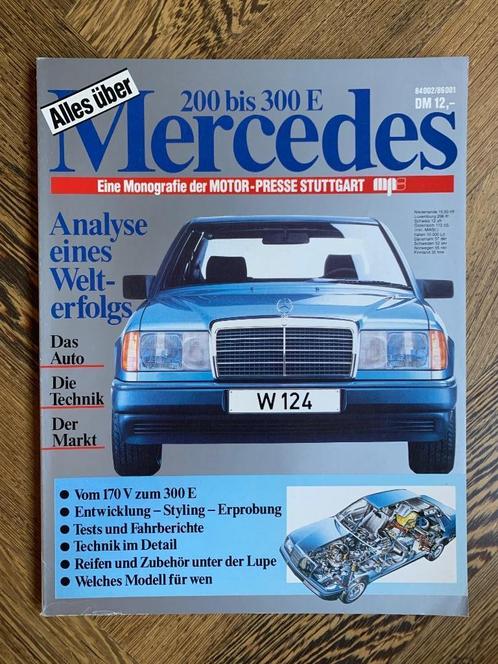 Alles über
200 bis 300 E
84002/86001
DM 12,–
Mercedes
Eine Monografie der MOTOR-PRESSE STUTTGART mps
Analyse
eines
Welt-
erfolgs
Das
Auto
Die
Technik
Der
Markt
W 124
● Vom 170 V zum 300 E
● Entwicklung – Styling – Erprobung
● Tests und Fahrberichte
● Technik im Detail
● Reifen und Zubehör unter der Lupe
● Welches Modell für wen